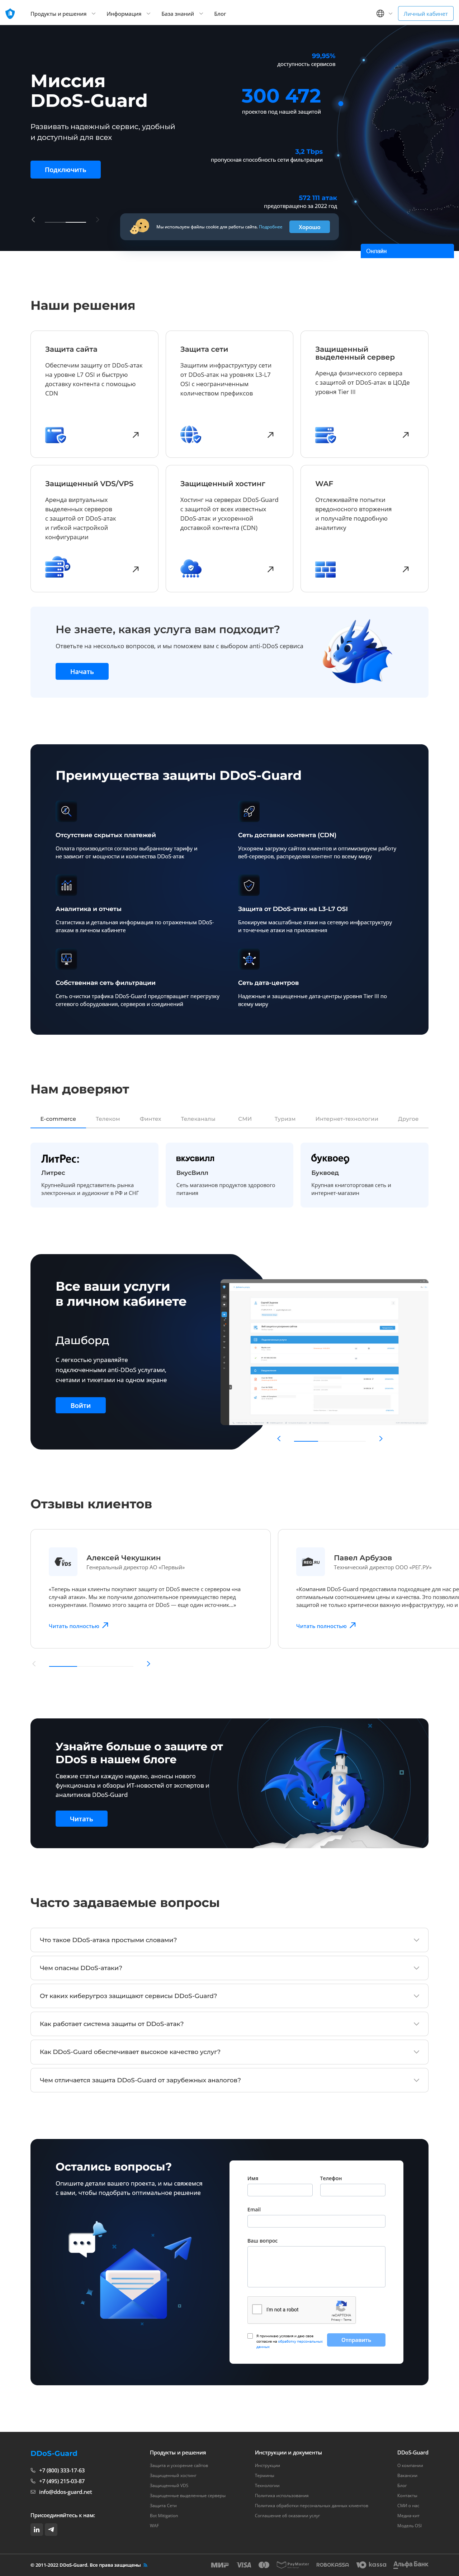 Продукты и решения
Информация
База знаний
Блог
Личный кабинет
Миссия
DDoS-Guard
Развивать надежный сервис, удобный
и доступный для всех
Подключить
99,95%
доступность сервисов
300 472
проектов под нашей защитой
3,2 Tbps
пропускная способность сети фильтрации
572 111 атак
предотвращено за 2022 год
Мы используем файлы cookie для работы сайта. Подробнее
Хорошо
Онлайн
Наши решения
Защита сайта
Обеспечим защиту от DDoS-атак
на уровне L7 OSI и быструю
доставку контента с помощью
CDN
Защита сети
Защитим инфраструктуру сети
от DDoS-атак на уровнях L3-L7
OSI с неограниченным
количеством префиксов
Защищенный
выделенный сервер
Аренда физического сервера
с защитой от DDoS-атак в ЦОДе
уровня Tier III
Защищенный VDS/VPS
Аренда виртуальных
выделенных серверов
с защитой от DDoS-атак
и гибкой настройкой
конфигурации
Защищенный хостинг
Хостинг на серверах DDoS-Guard
с защитой от всех известных
DDoS-атак и ускоренной
доставкой контента (CDN)
WAF
Отслеживайте попытки
вредоносного вторжения
и получайте подробную
аналитику
Не знаете, какая услуга вам подходит?
Ответьте на несколько вопросов, и мы поможем вам с выбором anti-DDoS сервиса
Начать
Преимущества защиты DDoS-Guard
Отсутствие скрытых платежей
Оплата производится согласно выбранному тарифу и
не зависит от мощности и количества DDoS-атак
Сеть доставки контента (CDN)
Ускоряем загрузку сайтов клиентов и оптимизируем работу
веб-серверов, распределяя контент по всему миру
Аналитика и отчеты
Статистика и детальная информация по отраженным DDoS-
атакам в личном кабинете
Защита от DDoS-атак на L3-L7 OSI
Блокируем масштабные атаки на сетевую инфраструктуру
и точечные атаки на приложения
Собственная сеть фильтрации
Сеть очистки трафика DDoS-Guard предотвращает перегрузку
сетевого оборудования, серверов и соединений
Сеть дата-центров
Надежные и защищенные дата-центры уровня Tier III по
всему миру
Нам доверяют
E-commerce
Телеком
Финтех
Телеканалы
СМИ
Туризм
Интернет-технологии
Другое
ЛитРес:
Литрес
Крупнейший представитель рынка
электронных и аудиокниг в РФ и СНГ
ВКУСВИЛЛ
ВкусВилл
Сеть магазинов продуктов здорового
питания
буквоед
Буквоед
Крупная книготорговая сеть и
интернет-магазин
Все ваши услуги
в личном кабинете
Дашборд
С легкостью управляйте
подключенными anti-DDoS услугами,
счетами и тикетами на одном экране
Войти
Отзывы клиентов
VDS
Алексей Чекушкин
Генеральный директор АО «Первый»
«Теперь наши клиенты покупают защиту от DDoS вместе с сервером «на
случай атаки». Мы же получили дополнительное преимущество перед
конкурентами. Помимо этого защита от DDoS — еще один источник...»
Читать полностью
REG.RU
Павел Арбузов
Технический директор ООО «РЕГ.РУ»
«Компания DDoS-Guard предоставила подходящее для нас ре
оптимальным соотношением цены и качества. Это позволило
защитой не только критически важную инфраструктуру, но и
Читать полностью
Узнайте больше о защите от
DDoS в нашем блоге
Свежие статьи каждую неделю, анонсы нового
функционала и обзоры ИТ-новостей от экспертов и
аналитиков DDoS-Guard
Читать
Часто задаваемые вопросы
Что такое DDoS-атака простыми словами?
Чем опасны DDoS-атаки?
От каких киберугроз защищают сервисы DDoS-Guard?
Как работает система защиты от DDoS-атак?
Как DDoS-Guard обеспечивает высокое качество услуг?
Чем отличается защита DDoS-Guard от зарубежных аналогов?
Остались вопросы?
Опишите детали вашего проекта, и мы свяжемся
с вами, чтобы подобрать оптимальное решение
Имя
Телефон
Email
Ваш вопрос
I'm not a robot
reCAPTCHA
Privacy - Terms
Я принимаю условия и даю свое
согласие на обработку персональных
данных
Отправить
DDoS-Guard
+7 (800) 333-17-63
+7 (495) 215-03-87
info@ddos-guard.net
Присоединяйтесь к нам:
Продукты и решения
Защита и ускорение сайтов
Защищенный хостинг
Защищенный VDS
Защищенные выделенные серверы
Защита Сети
Bot Mitigation
WAF
Инструкции и документы
Инструкции
Термины
Технологии
Политика использования
Политика обработки персональных данных клиентов
Соглашение об оказании услуг
DDoS-Guard
О компании
Вакансии
Блог
Контакты
СМИ о нас
Медиа-кит
Модель OSI
© 2011-2022 DDoS-Guard. Все права защищены
МИР
VISA
PayMaster
ROBOKASSA
kassa
Альфа Банк